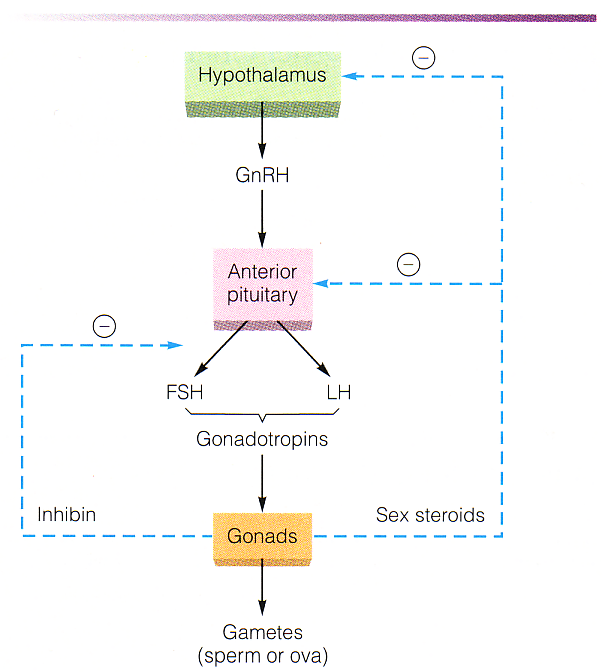 Hypothalamus
−
GnRH
−
Anterior
pituitary
−
FSH
LH
Gonadotropins
Inhibin
Sex steroids
Gonads
Gametes
(sperm or ova)